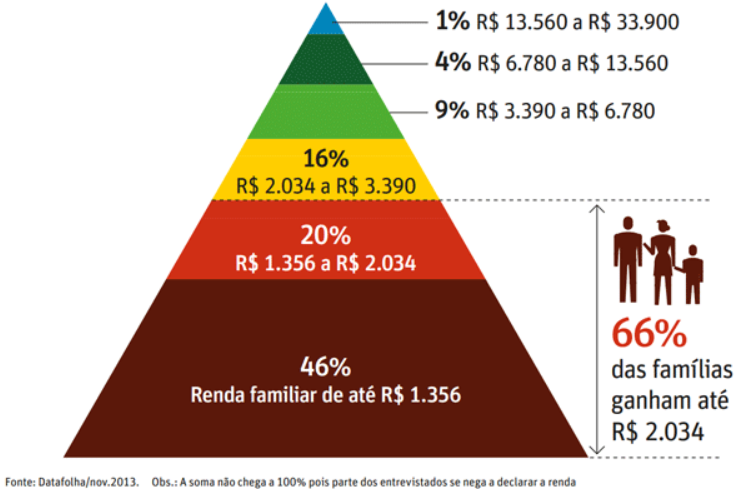 1% R$ 13.560 a R$ 33.900
4% R$ 6.780 a R$ 13.560
9% R$ 3.390 a R$ 6.780
16%
R$ 2.034 a R$ 3.390
20%
R$ 1.356 a R$ 2.034
46%
Renda familiar de até R$ 1.356
66%
das famílias
ganham até
R$ 2.034
Fonte: Datafolha/nov.2013. Obs.: A soma não chega a 100% pois parte dos entrevistados se nega a declarar a renda